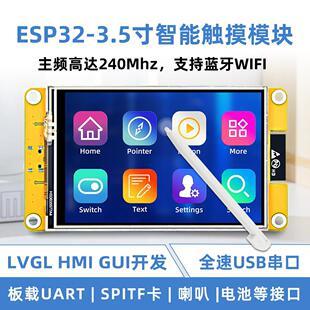 ESP32-3.5寸智能触摸模块
主频高达240Mhz，支持蓝牙WIFI
Home
Pointer
More
Switch
Text
Settings
LVGL HMI GUI开发
全速USB串口
板载UART | SPITF卡 | 喇叭 |电池等接口